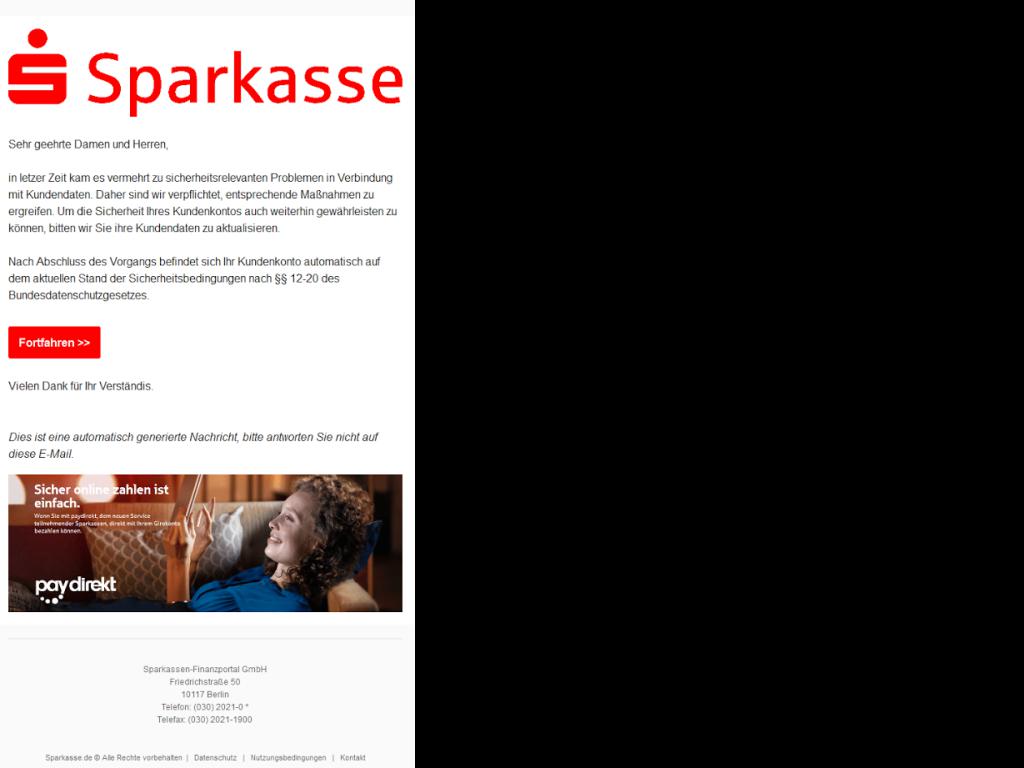 Sparkasse
Sehr geehrte Damen und Herren,
in letzer Zeit kam es vermehrt zu sicherheitsrelevanten Problemen in Verbindung
mit Kundendaten. Daher sind wir verpflichtet, entsprechende Maßnahmen zu
ergreifen. Um die Sicherheit Ihres Kundenkontos auch weiterhin gewährleisten zu
können, bitten wir Sie ihre Kundendaten zu aktualisieren.
Nach Abschluss des Vorgangs befindet sich Ihr Kundenkonto automatisch auf
dem aktuellen Stand der Sicherheitsbedingungen nach §§ 12-20 des
Bundesdatenschutzgesetzes.
Fortfahren >>
Vielen Dank für Ihr Verständis.
Dies ist eine automatisch generierte Nachricht, bitte antworten Sie nicht auf
diese E-Mail.
Sicher online zahlen ist
einfach.
Wenn Sie mit paydirekt, dem neuen Service
teilnehmender Sparkassen, direkt mit Ihrem Girokonto
bezahlen können.
paydirekt
Sparkassen-Finanzportal GmbH
Friedrichstraße 50
10117 Berlin
Telefon: (030) 2021-0 *
Telefax: (030) 2021-1900
Sparkasse.de © Alle Rechte vorbehalten | Datenschutz | Nutzungsbedingungen | Kontakt